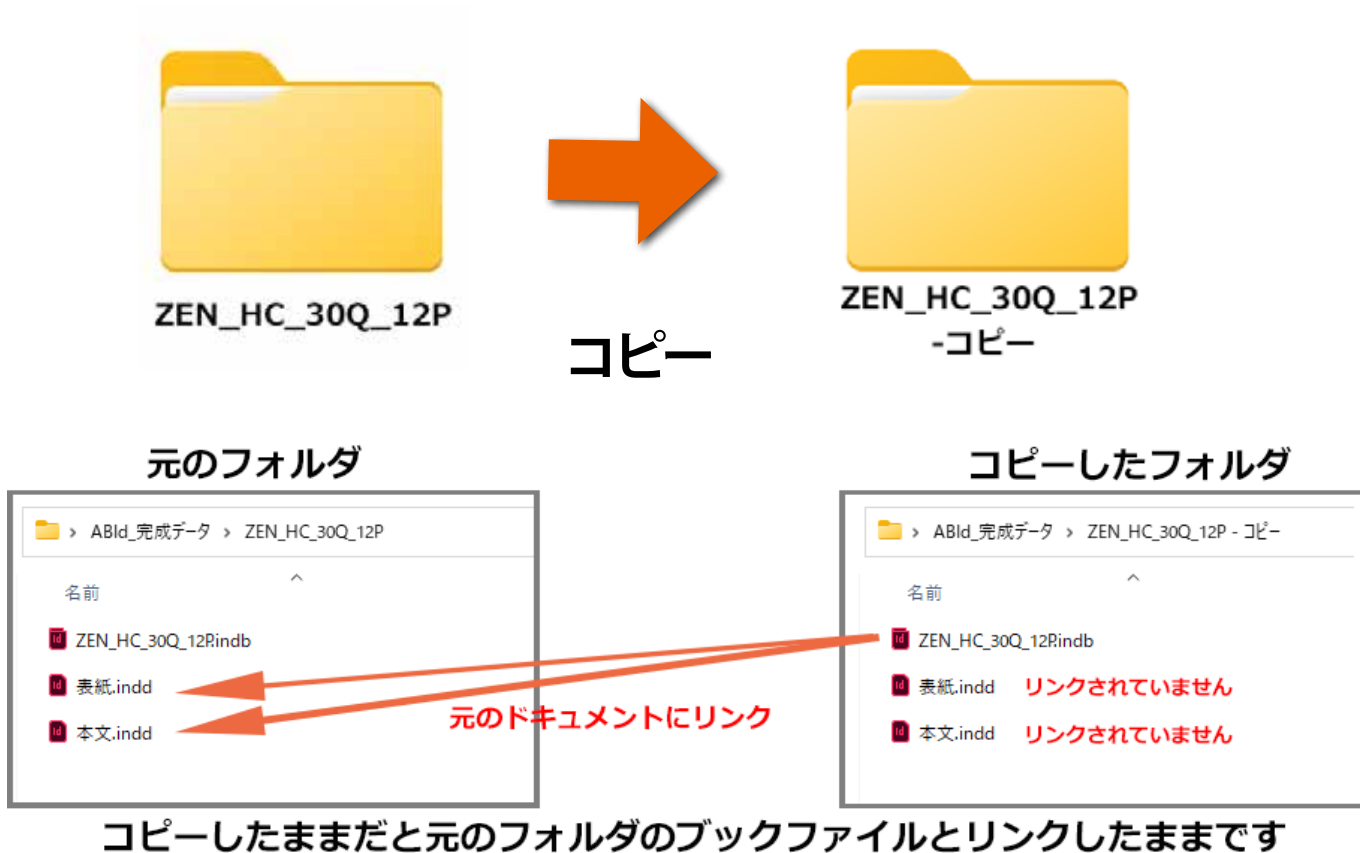 ZEN_HC_30Q_12P
ZEN_HC_30Q_12P
-コピー
コピー
元のフォルダ
コピーしたフォルダ
ABId_完成データ > ZEN_HC_30Q_12P
名前
ZEN_HC_30Q_12P.indb
表紙.indd
本文.indd
元のドキュメントにリンク
ABId_完成データ > ZEN_HC_30Q_12P - コピー
名前
ZEN_HC_30Q_12P.indb
表紙.indd リンクされていません
本文.indd リンクされていません
コピーしたままだと元のフォルダのブックファイルとリンクしたままです